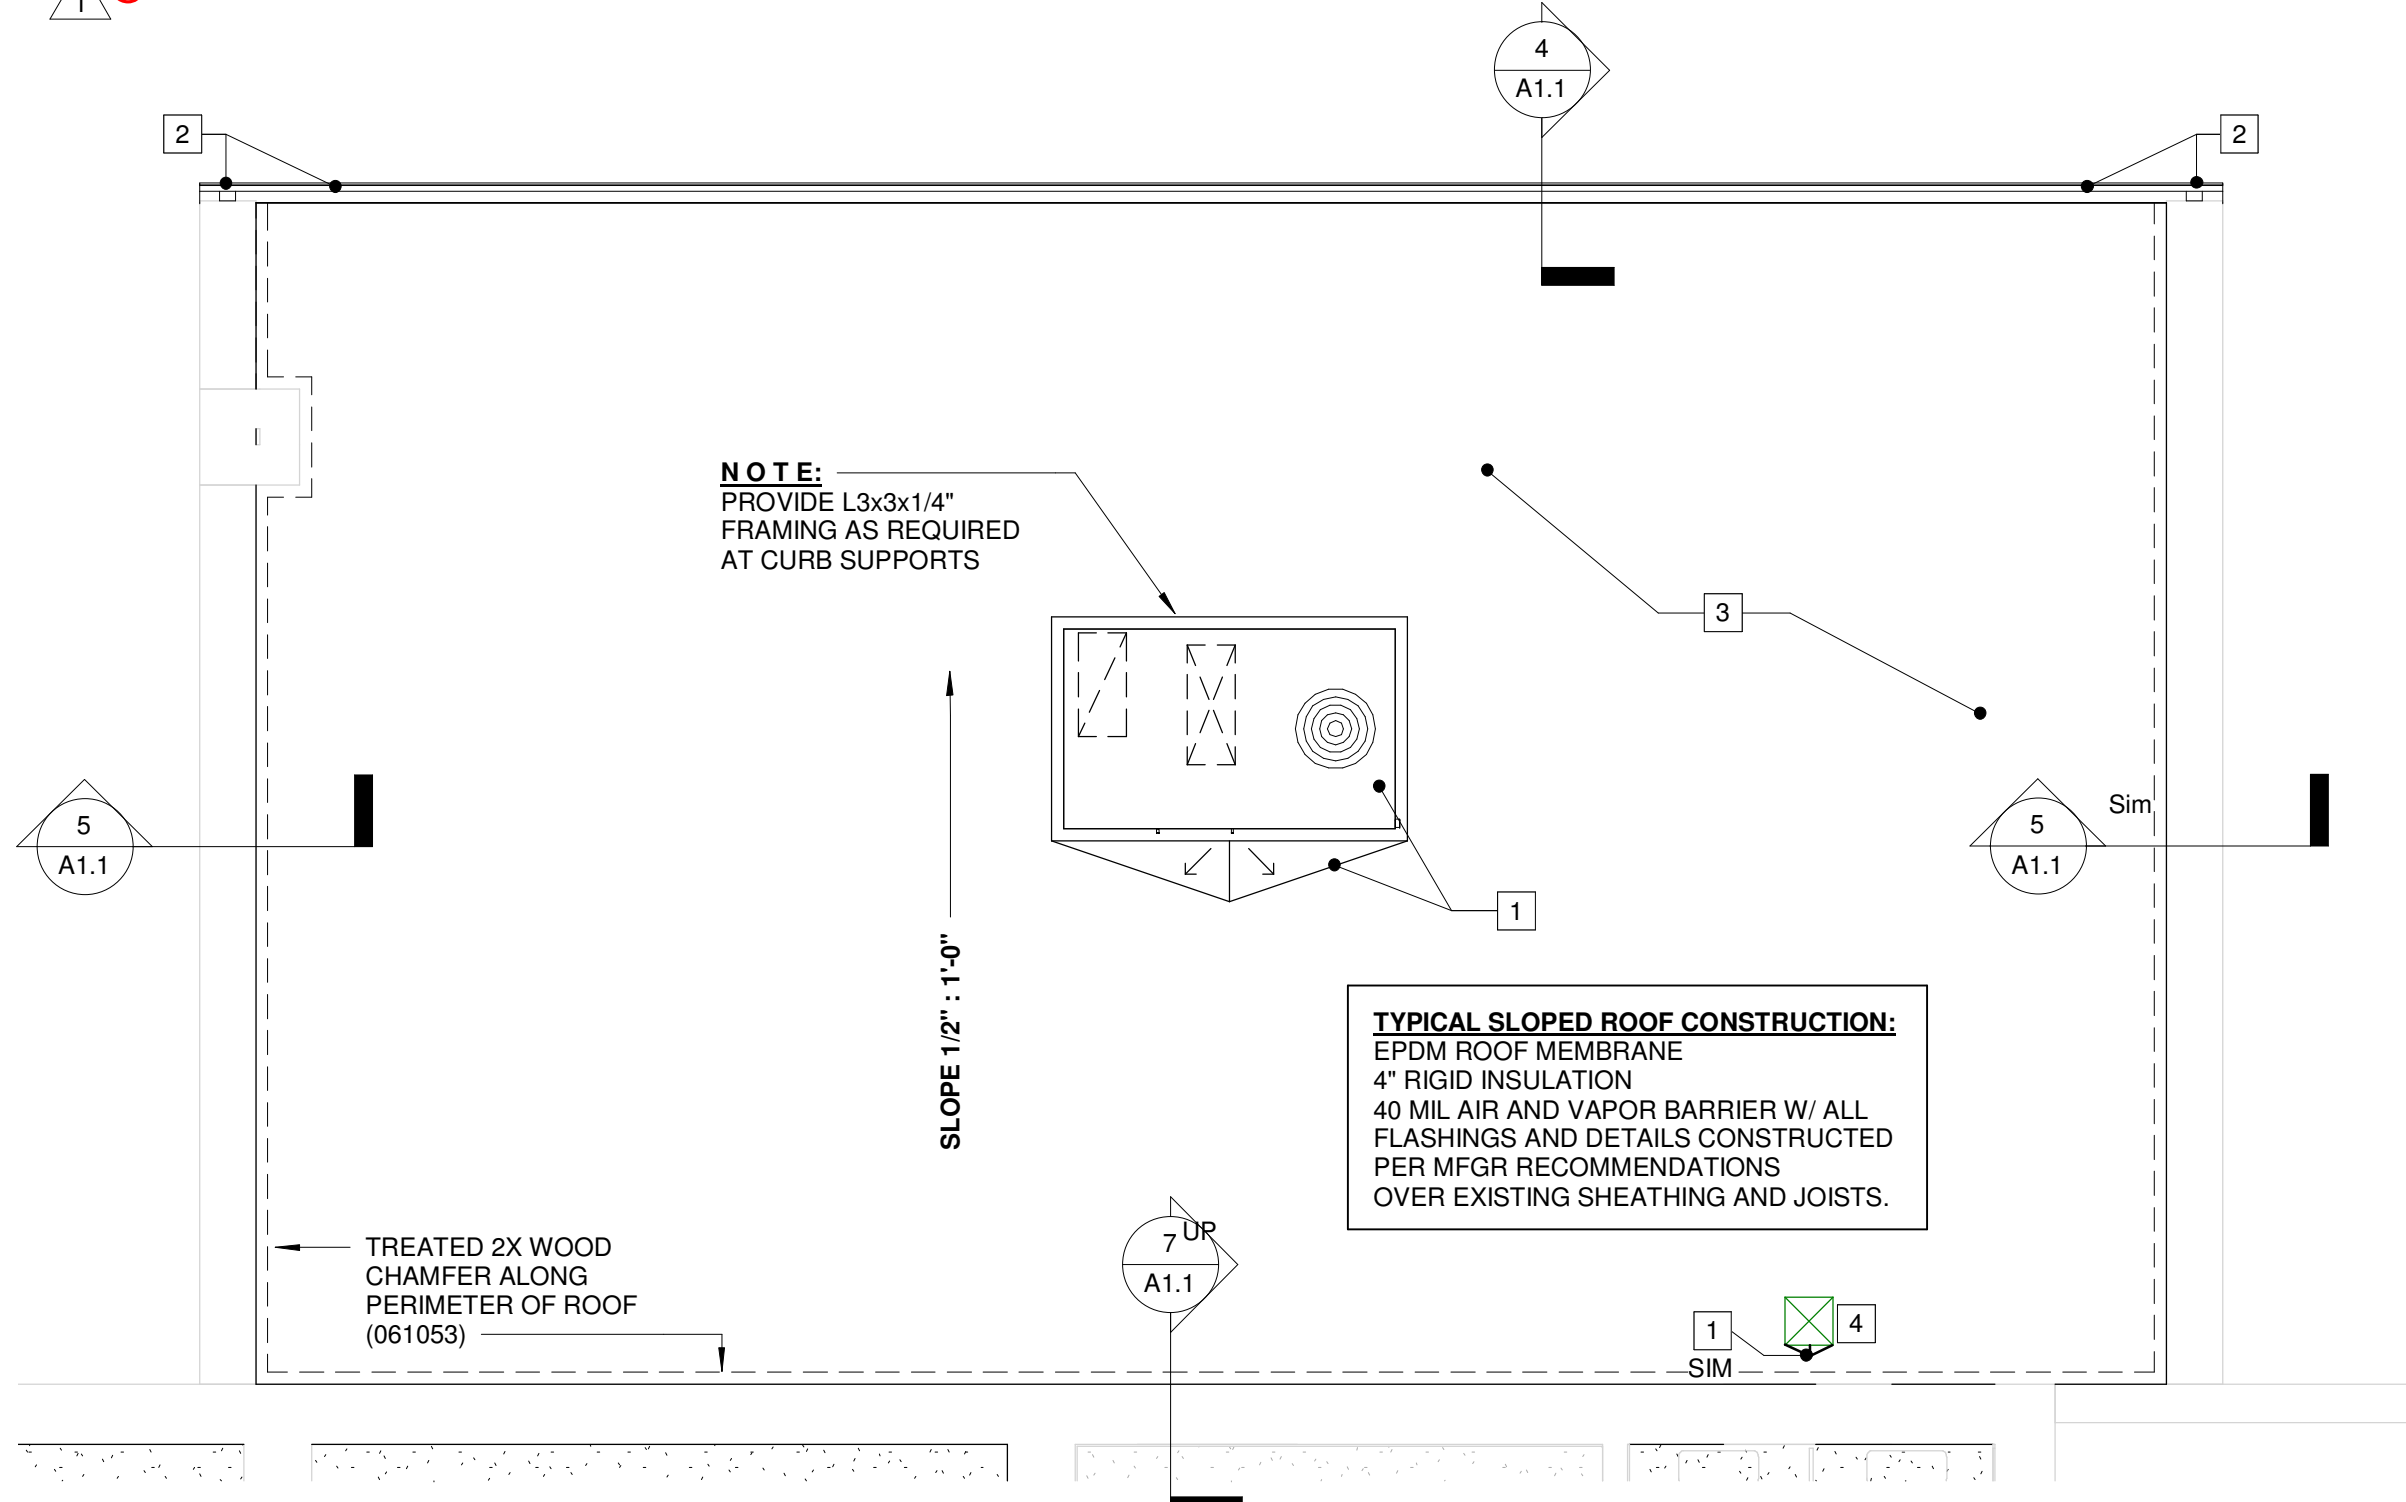 1
4
A1.1
2
2
N O T E:
PROVIDE L3x3x1/4"
FRAMING AS REQUIRED
AT CURB SUPPORTS
3
5
A1.1
Sim
5
A1.1
1
SLOPE 1/2" : 1'-0"
TYPICAL SLOPED ROOF CONSTRUCTION:
EPDM ROOF MEMBRANE
4" RIGID INSULATION
40 MIL AIR AND VAPOR BARRIER W/ ALL
FLASHINGS AND DETAILS CONSTRUCTED
PER MFGR RECOMMENDATIONS
OVER EXISTING SHEATHING AND JOISTS.
TREATED 2X WOOD
CHAMFER ALONG
PERIMETER OF ROOF
(061053)
7
UP
A1.1
1
SIM
4